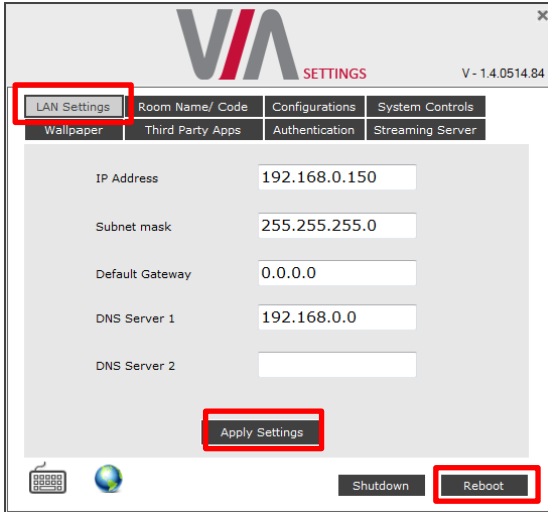 ×
VIA SETTINGS V - 1.4.0514.84
LAN Settings Room Name/ Code Configurations System Controls
Wallpaper Third Party Apps Authentication Streaming Server
IP Address 192.168.0.150
Subnet mask 255.255.255.0
Default Gateway 0.0.0.0
DNS Server 1 192.168.0.0
DNS Server 2
Apply Settings
Shutdown Reboot